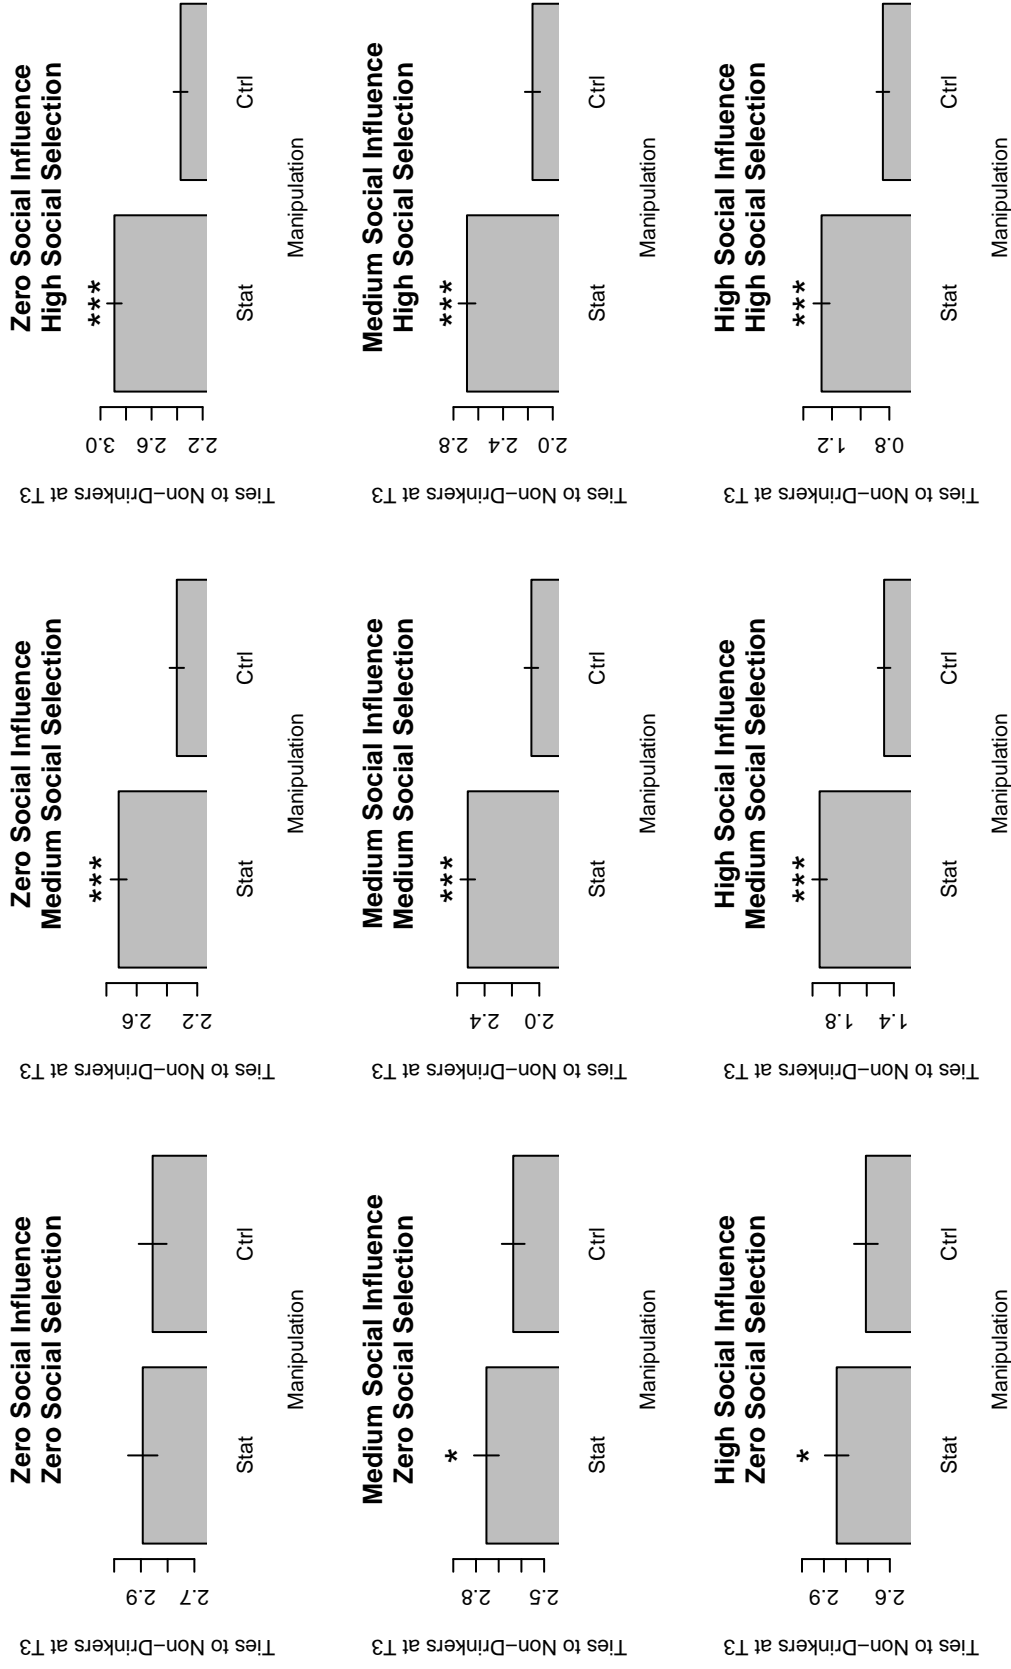 Zero Social Influence
Zero Social Selection
Ties to Non−Drinkers at T3
2.9
2.7
Stat
Ctrl
Manipulation
Zero Social Influence
Medium Social Selection
Ties to Non−Drinkers at T3
2.6
2.2
***
Stat
Ctrl
Manipulation
Zero Social Influence
High Social Selection
Ties to Non−Drinkers at T3
3.0
2.6
2.2
***
Stat
Ctrl
Manipulation
Medium Social Influence
Zero Social Selection
Ties to Non−Drinkers at T3
2.8
2.5
*
Stat
Ctrl
Manipulation
Medium Social Influence
Medium Social Selection
Ties to Non−Drinkers at T3
2.4
2.0
***
Stat
Ctrl
Manipulation
Medium Social Influence
High Social Selection
Ties to Non−Drinkers at T3
2.8
2.4
2.0
***
Stat
Ctrl
Manipulation
High Social Influence
Zero Social Selection
Ties to Non−Drinkers at T3
2.9
2.6
*
Stat
Ctrl
Manipulation
High Social Influence
Medium Social Selection
Ties to Non−Drinkers at T3
1.8
1.4
***
Stat
Ctrl
Manipulation
High Social Influence
High Social Selection
Ties to Non−Drinkers at T3
1.2
0.8
***
Stat
Ctrl
Manipulation